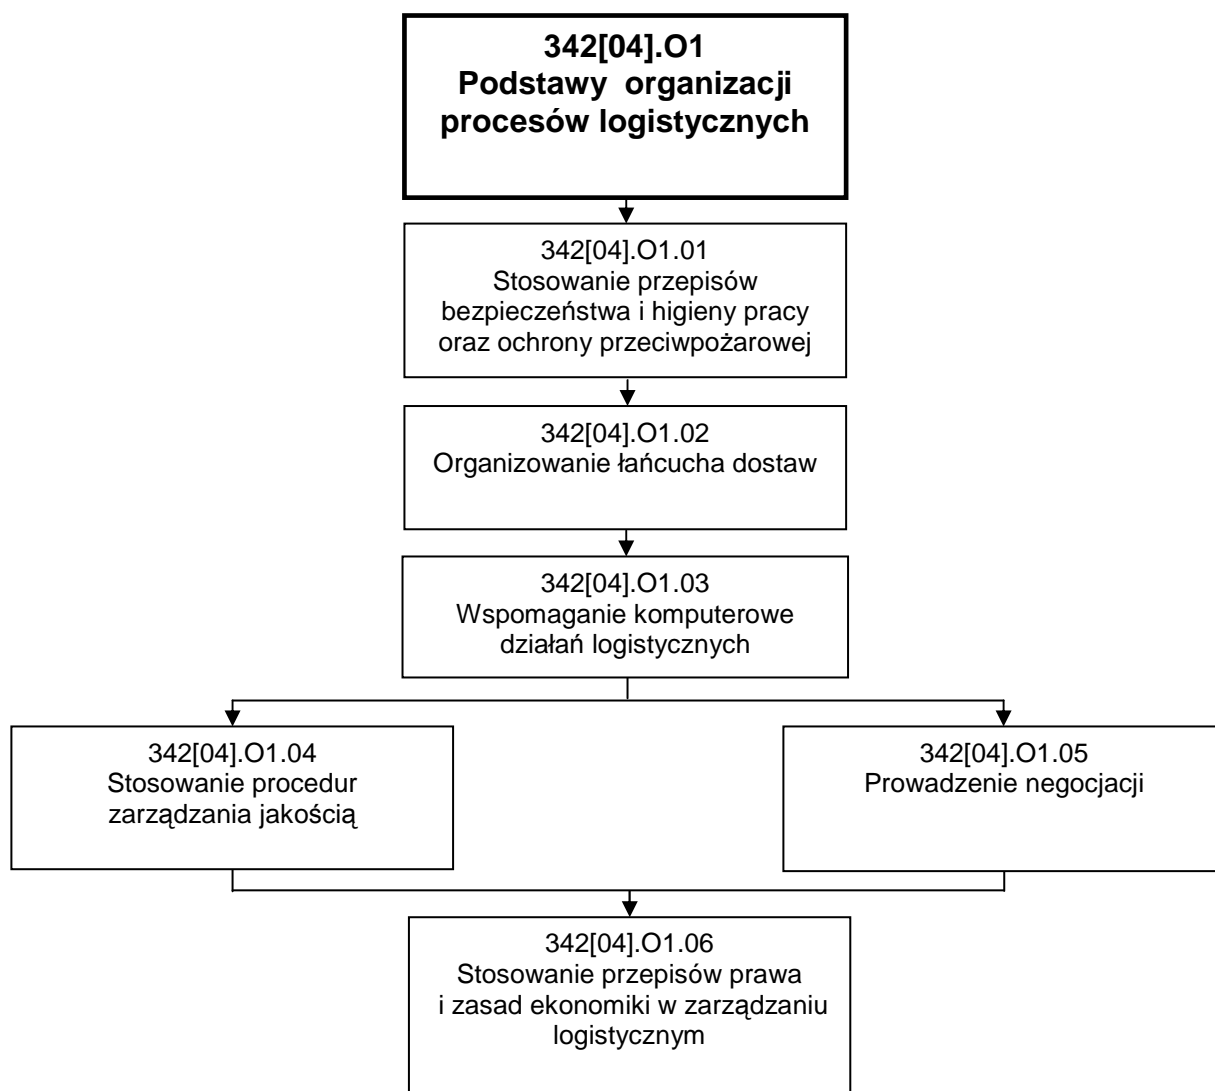 342[04].O1
Podstawy organizacji
procesów logistycznych
342[04].O1.01
Stosowanie przepisów
bezpieczeństwa i higieny pracy
oraz ochrony przeciwpożarowej
342[04].O1.02
Organizowanie łańcucha dostaw
342[04].O1.03
Wspomaganie komputerowe
działań logistycznych
342[04].O1.04
Stosowanie procedur
zarządzania jakością
342[04].O1.05
Prowadzenie negocjacji
342[04].O1.06
Stosowanie przepisów prawa
i zasad ekonomiki w zarządzaniu
logistycznym